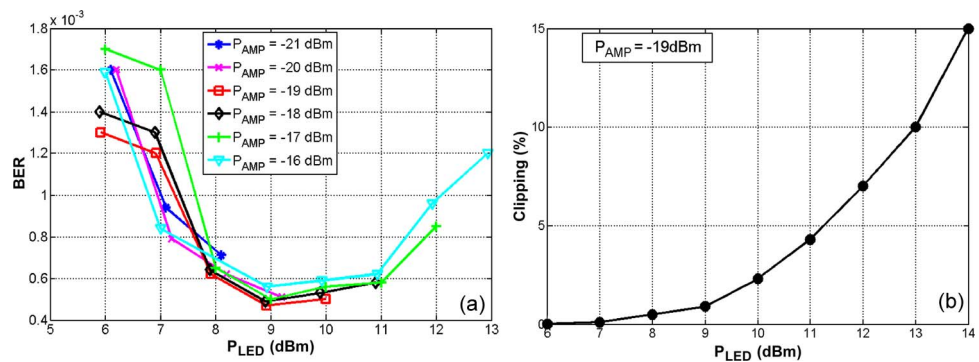 x 10⁻³
1.8
1.6
1.4
1.2
1
0.8
0.6
0.4
BER
P_AMP = -21 dBm
P_AMP = -20 dBm
P_AMP = -19 dBm
P_AMP = -18 dBm
P_AMP = -17 dBm
P_AMP = -16 dBm
(a)
5 6 7 8 9 10 11 12 13
P_LED (dBm)
15
10
5
0
Clipping (%)
P_AMP = -19dBm
(b)
6 7 8 9 10 11 12 13 14
P_LED (dBm)